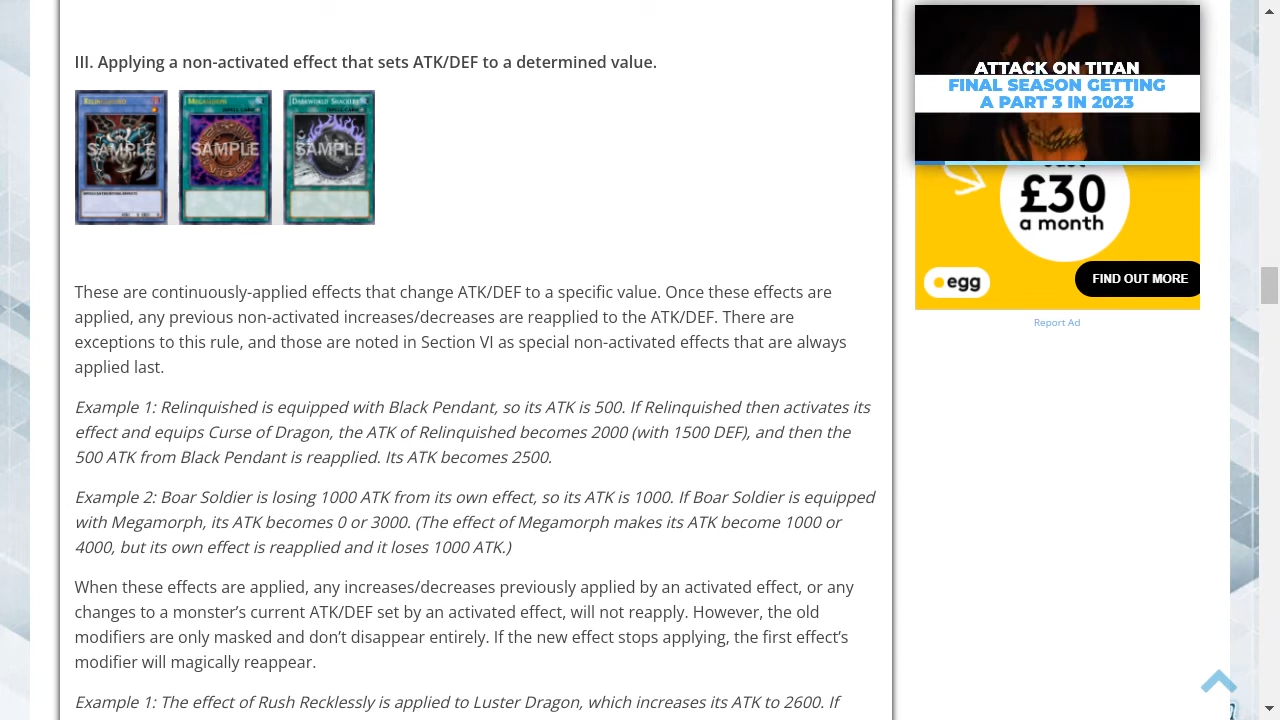 III. Applying a non-activated effect that sets ATK/DEF to a determined value.
RELINQUISHED
MEGAMORPH
DARKWORLD SHACKLES
SAMPLE
SAMPLE
SAMPLE
These are continuously-applied effects that change ATK/DEF to a specific value. Once these effects are
applied, any previous non-activated increases/decreases are reapplied to the ATK/DEF. There are
exceptions to this rule, and those are noted in Section VI as special non-activated effects that are always
applied last.
Example 1: Relinquished is equipped with Black Pendant, so its ATK is 500. If Relinquished then activates its
effect and equips Curse of Dragon, the ATK of Relinquished becomes 2000 (with 1500 DEF), and then the
500 ATK from Black Pendant is reapplied. Its ATK becomes 2500.
Example 2: Boar Soldier is losing 1000 ATK from its own effect, so its ATK is 1000. If Boar Soldier is equipped
with Megamorph, its ATK becomes 0 or 3000. (The effect of Megamorph makes its ATK become 1000 or
4000, but its own effect is reapplied and it loses 1000 ATK.)
When these effects are applied, any increases/decreases previously applied by an activated effect, or any
changes to a monster’s current ATK/DEF set by an activated effect, will not reapply. However, the old
modifiers are only masked and don’t disappear entirely. If the new effect stops applying, the first effect’s
modifier will magically reappear.
Example 1: The effect of Rush Recklessly is applied to Luster Dragon, which increases its ATK to 2600. If
ATTACK ON TITAN
FINAL SEASON GETTING
A PART 3 IN 2023
£30
a month
egg
FIND OUT MORE
Report Ad